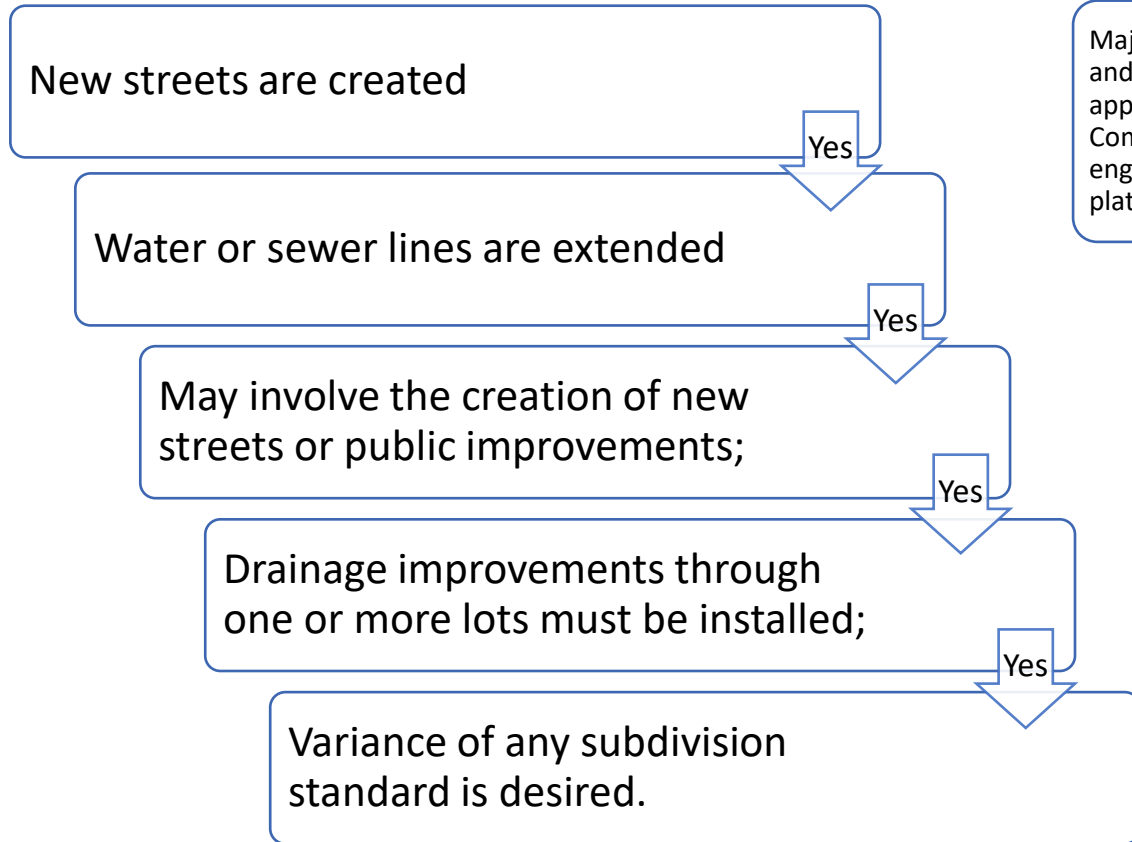 New streets are created
Yes
Water or sewer lines are extended
Yes
May involve the creation of new
streets or public improvements;
Yes
Drainage improvements through
one or more lots must be installed;
Yes
Variance of any subdivision
standard is desired.
and